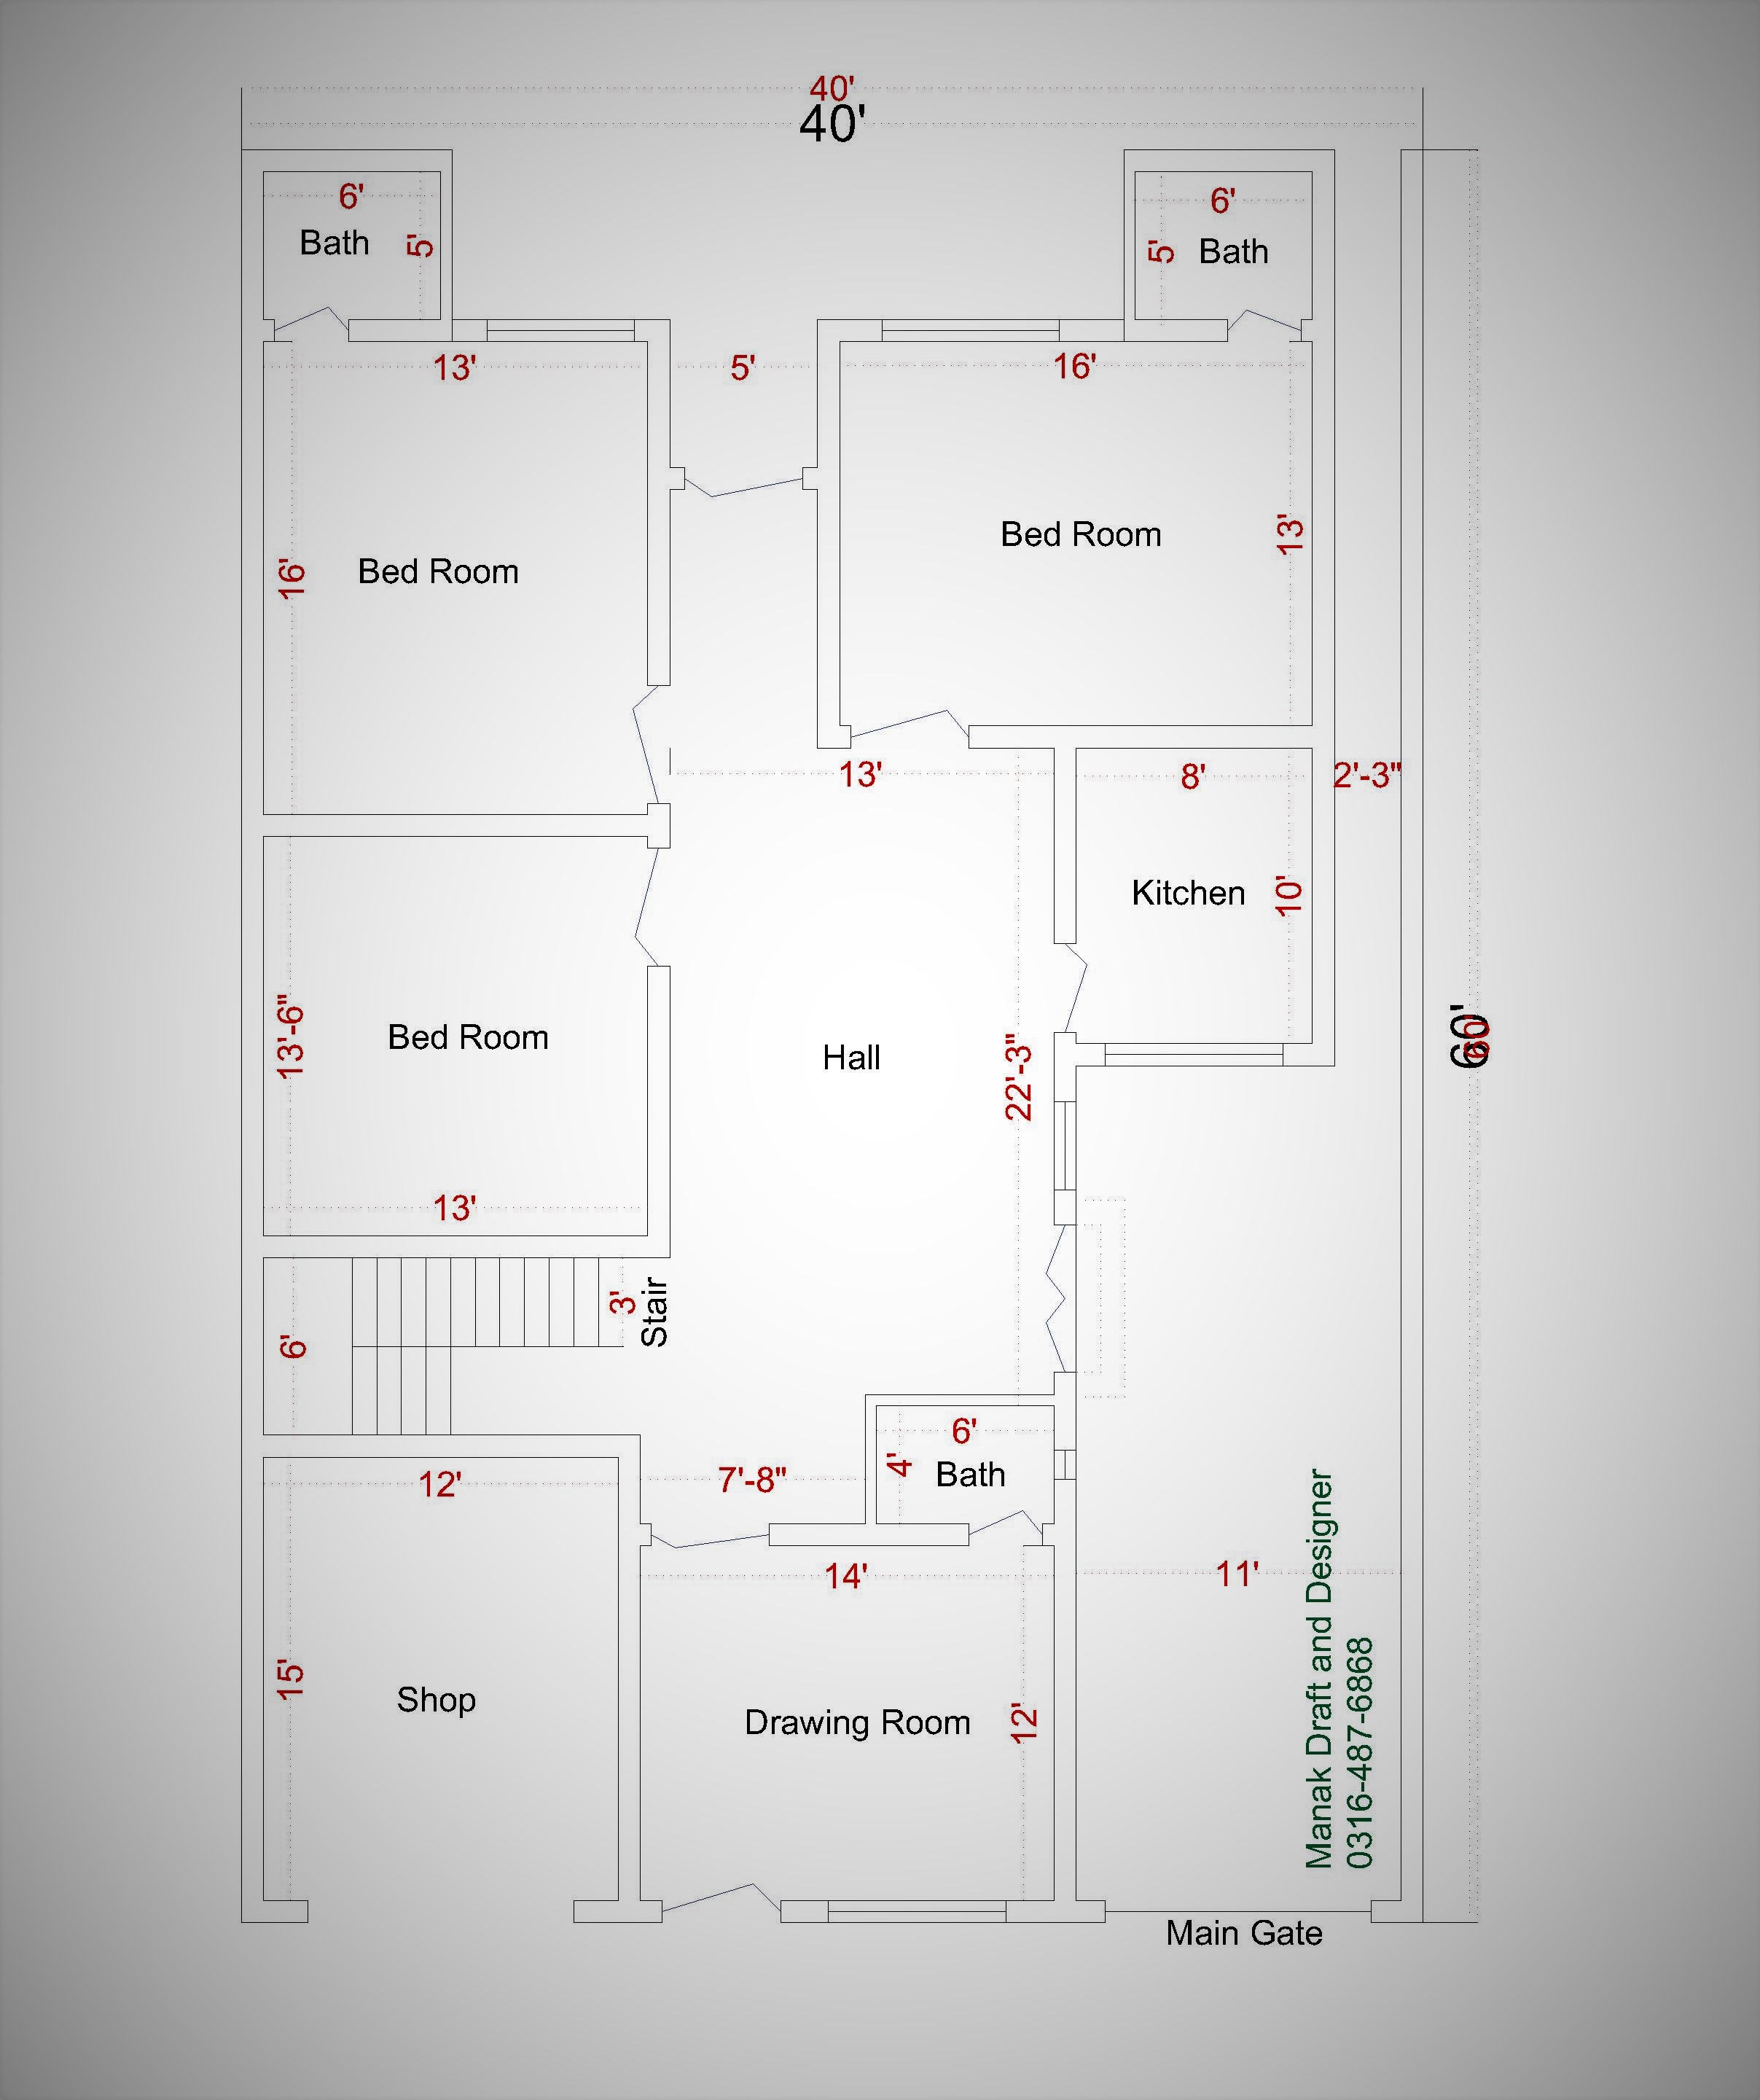 40'
40'
6'
Bath
5'
6'
5'
Bath
13'
5'
16'
16'
Bed Room
Bed Room
13'
13'
8'
2'-3"
Kitchen
10'
13'-6"
Bed Room
Hall
22'-3"
60'
60'
13'
3'
Stair
6'
6'
4'
Bath
12'
7'-8"
14'
11'
15'
Shop
Drawing Room
12'
Manak Draft and Designer
0316-487-6868
Main Gate